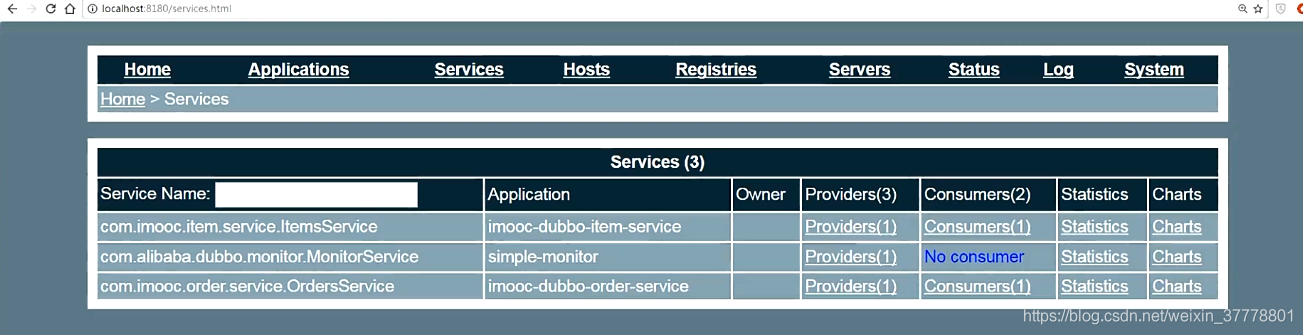 localhost:8180/services.html
Home Applications Services Hosts Registries Servers Status Log System
Home > Services
Services (3)
Service Name: Application Owner Providers(3) Consumers(2) Statistics Charts
com.imooc.item.service.ItemsService imooc-dubbo-item-service Providers(1) Consumers(1) Statistics Charts
com.alibaba.dubbo.monitor.MonitorService simple-monitor Providers(1) No consumer Statistics Charts
com.imooc.order.service.OrdersService imooc-dubbo-order-service Providers(1) Consumers(1) Statistics Charts
https://blog.csdn.net/weixin_37778801